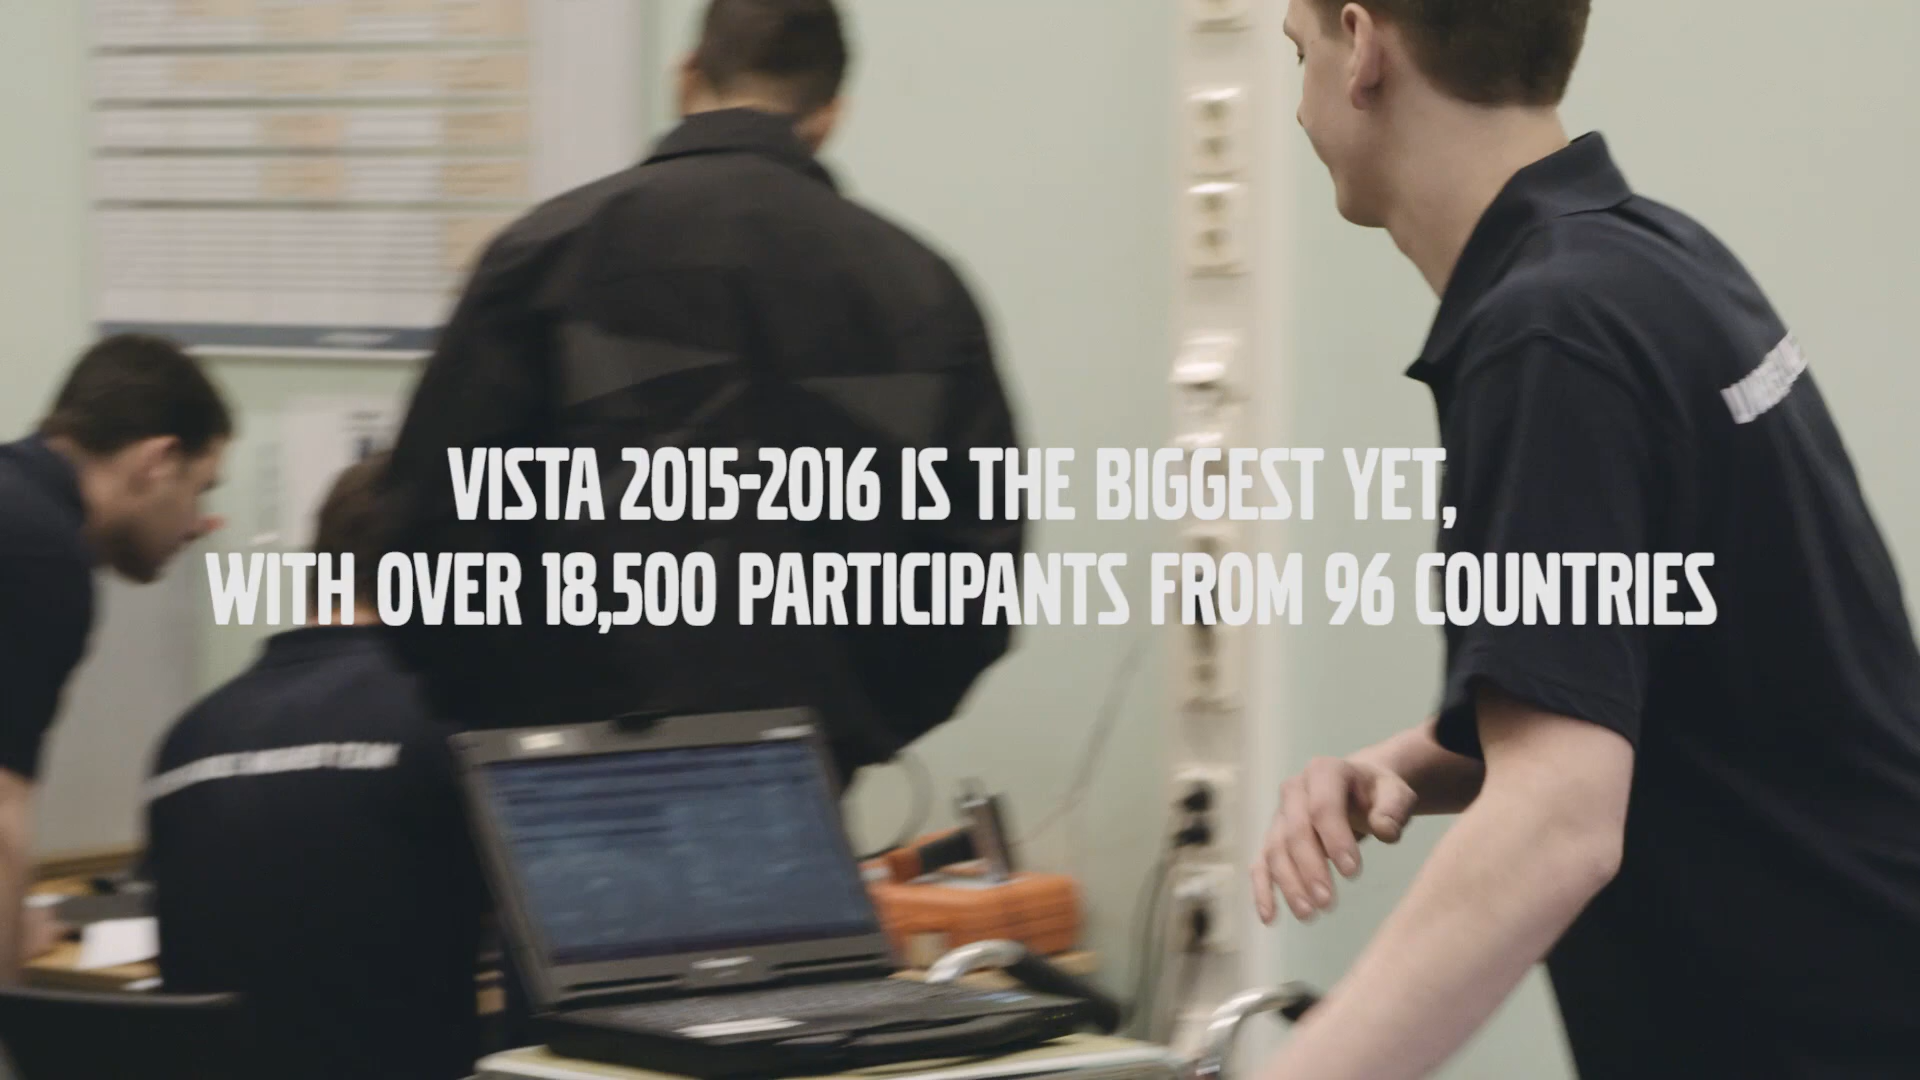 VISTA 2015-2016 IS THE BIGGEST YET,
WITH OVER 18,500 PARTICIPANTS FROM 96 COUNTRIES